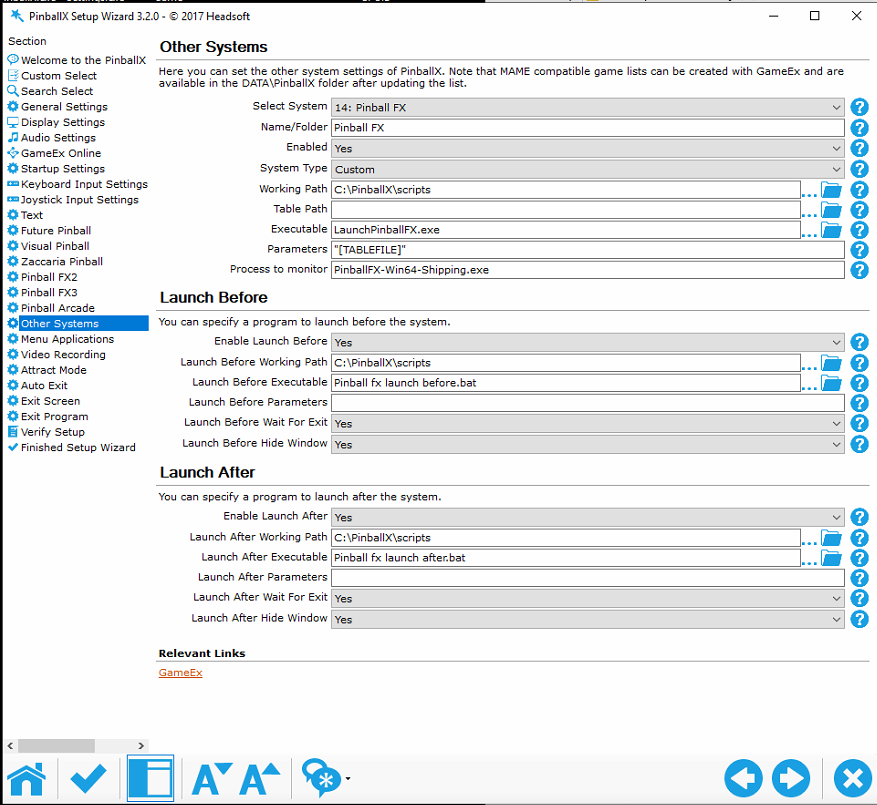 PinballX Setup Wizard 3.2.0 - © 2017 Headsoft
Section
Welcome to the PinballX
Custom Select
Search Select
General Settings
Display Settings
Audio Settings
GameEx Online
Startup Settings
Keyboard Input Settings
Joystick Input Settings
Text
Future Pinball
Visual Pinball
Zaccaria Pinball
Pinball FX2
Pinball FX3
Pinball Arcade
Other Systems
Menu Applications
Video Recording
Attract Mode
Auto Exit
Exit Screen
Exit Program
Verify Setup
Finished Setup Wizard
Other Systems
Here you can set the other system settings of PinballX. Note that MAME compatible game lists can be created with GameEx and are
available in the DATA\PinballX folder after updating the list.
Select System 14: Pinball FX
Name/Folder Pinball FX
Enabled Yes
System Type Custom
Working Path C:\PinballX\scripts ...
Table Path ...
Executable LaunchPinballFX.exe ...
Parameters "[TABLEFILE]"
Process to monitor PinballFX-Win64-Shipping.exe
Launch Before
You can specify a program to launch before the system.
Enable Launch Before Yes
Launch Before Working Path C:\PinballX\scripts ...
Launch Before Executable Pinball fx launch before.bat ...
Launch Before Parameters
Launch Before Wait For Exit Yes
Launch Before Hide Window Yes
Launch After
You can specify a program to launch after the system.
Enable Launch After Yes
Launch After Working Path C:\PinballX\scripts ...
Launch After Executable Pinball fx launch after.bat ...
Launch After Parameters
Launch After Wait For Exit Yes
Launch After Hide Window Yes
Relevant Links
GameEx
A A